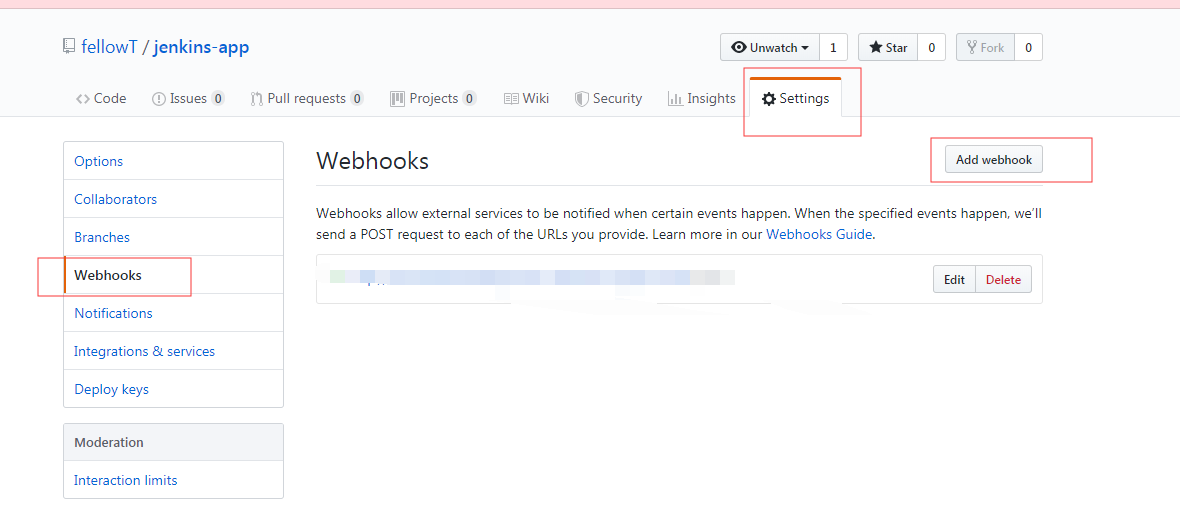 fellowT / jenkins-app
Unwatch 1 Star 0 Fork 0
Code Issues 0 Pull requests 0 Projects 0 Wiki Security Insights Settings
Options
Collaborators
Branches
Webhooks
Notifications
Integrations & services
Deploy keys
Moderation
Interaction limits
Webhooks
Add webhook
Webhooks allow external services to be notified when certain events happen. When the specified events happen, we’ll
send a POST request to each of the URLs you provide. Learn more in our Webhooks Guide.
Edit Delete